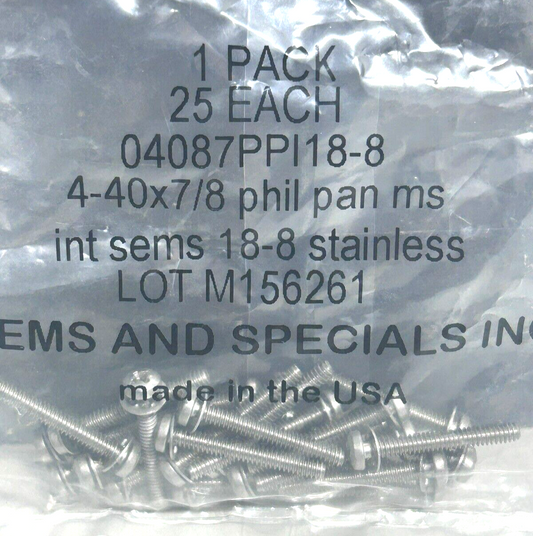 1 PACK
25 EACH
04087PPI18-8
4-40x7/8 phil pan ms
int sems 18-8 stainless
LOT M156261
EMS AND SPECIALS INC
made in the USA